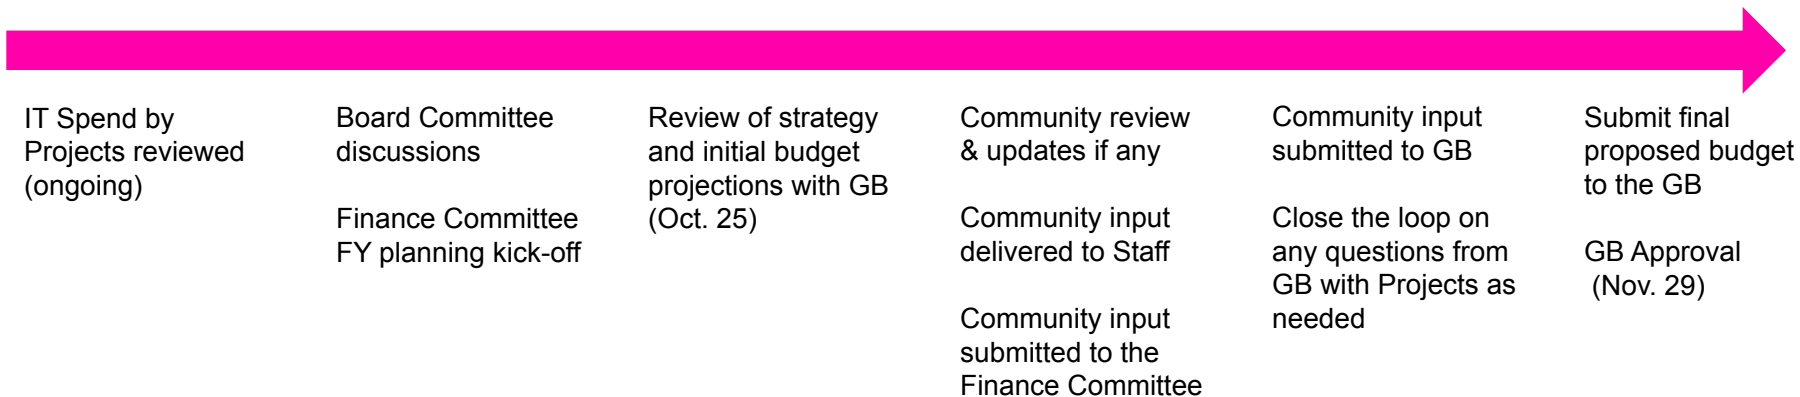 IT Spend by
Projects reviewed
(ongoing)
Board Committee
discussions
Finance Committee
FY planning kick-off
Review of strategy
and initial budget
projections with GB
(Oct. 25)
Community review
& updates if any
Community input
delivered to Staff
Community input
submitted to the
Finance Committee
Community input
submitted to GB
Close the loop on
any questions from
GB with Projects as
needed
Submit final
proposed budget
to the GB
GB Approval
(Nov. 29)